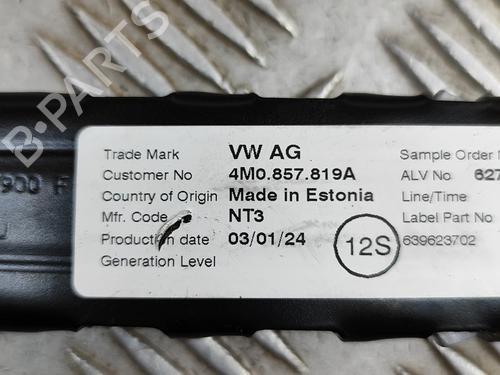 B-PARTS
Trade Mark VW AG Sample Order
Customer No 4M0.857.819A ALV No 627
Country of Origin Made in Estonia Line/Time
Mfr. Code NT3 Label Part No
Production date 03/01/24 12S 639623702
Generation Level